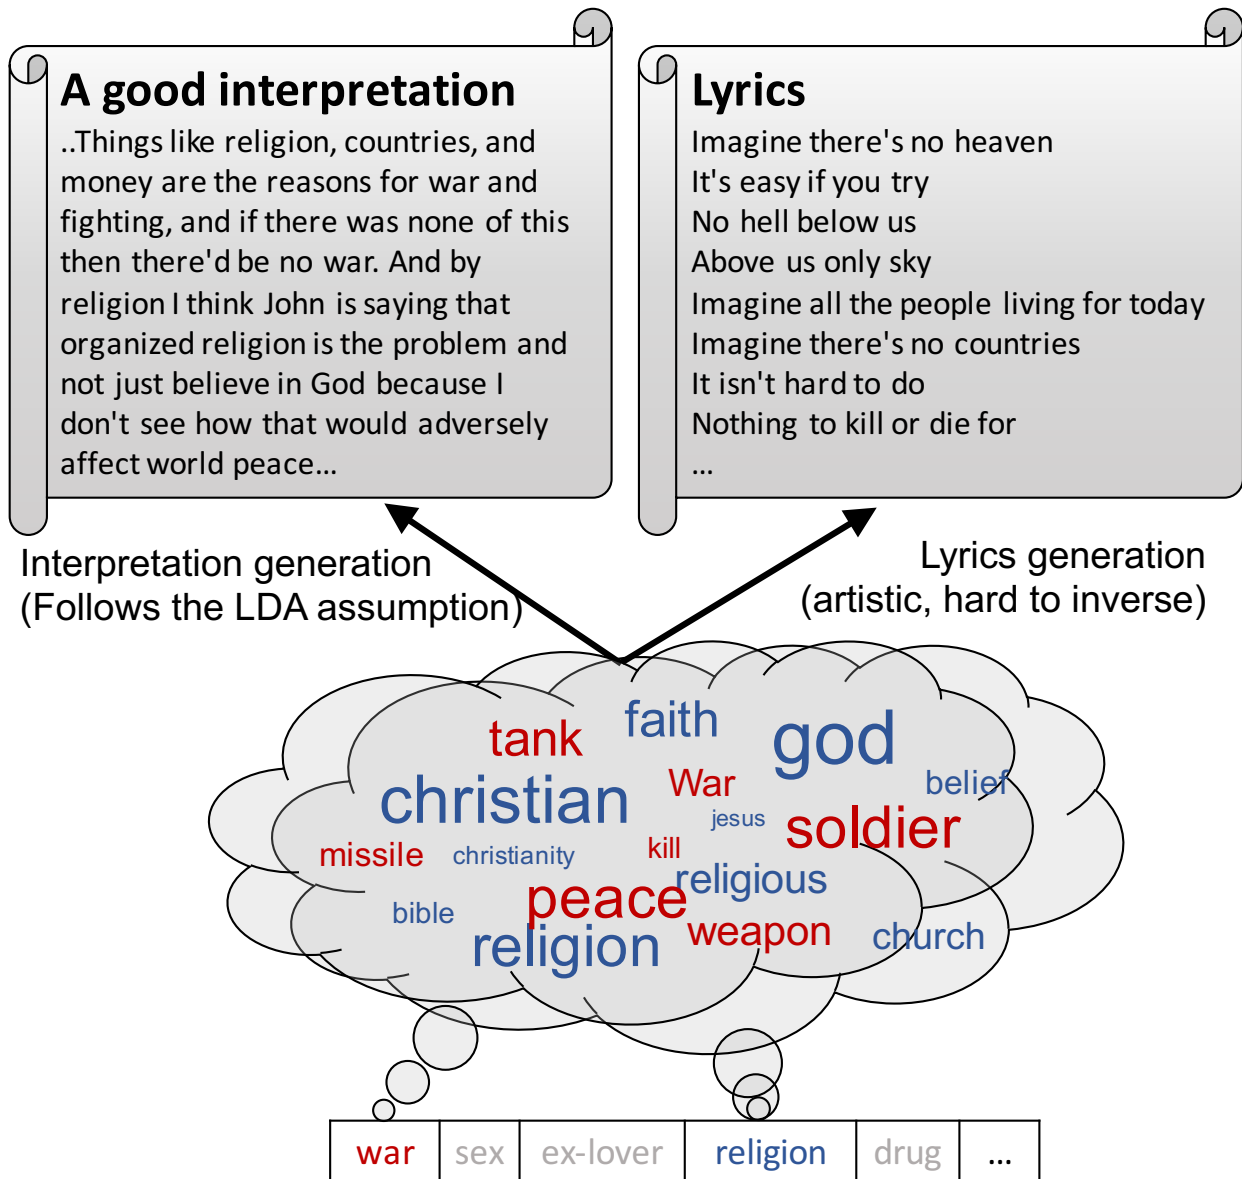 A good interpretation
..Things like religion, countries, and
money are the reasons for war and
fighting, and if there was none of this
then there'd be no war. And by
religion I think John is saying that
organized religion is the problem and
not just believe in God because I
don't see how that would adversely
affect world peace...
Lyrics
Imagine there's no heaven
It's easy if you try
No hell below us
Above us only sky
Imagine all the people living for today
Imagine there's no countries
It isn't hard to do
Nothing to kill or die for
...
Interpretation generation
(Follows the LDA assumption)
Lyrics generation
(artistic, hard to inverse)
tank
faith
god
christian
War
belief
jesus
soldier
missile
christianity
kill
religious
bible
peace
weapon
church
religion
war
sex
ex-lover
religion
drug
...